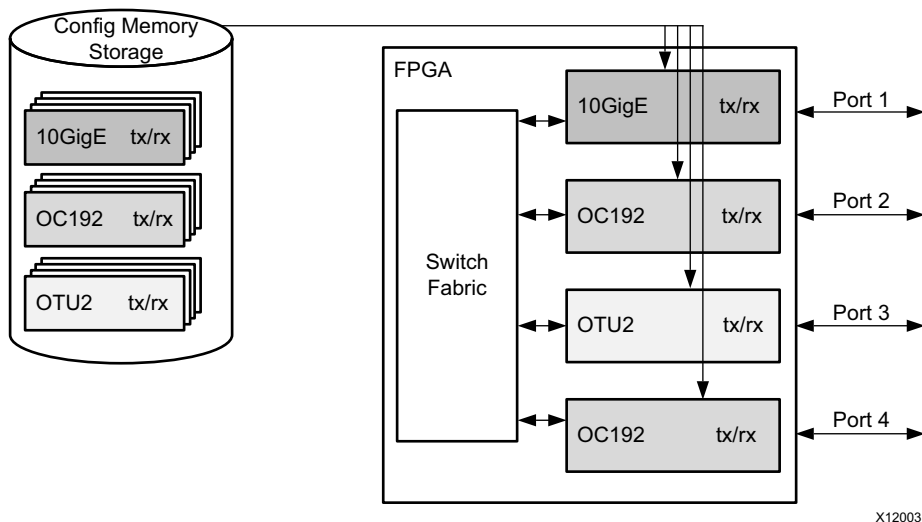 Config Memory
Storage
10GigE tx/rx
OC192 tx/rx
OTU2 tx/rx
FPGA
Switch
Fabric
10GigE tx/rx
OC192 tx/rx
OTU2 tx/rx
OC192 tx/rx
Port 1
Port 2
Port 3
Port 4
X12003